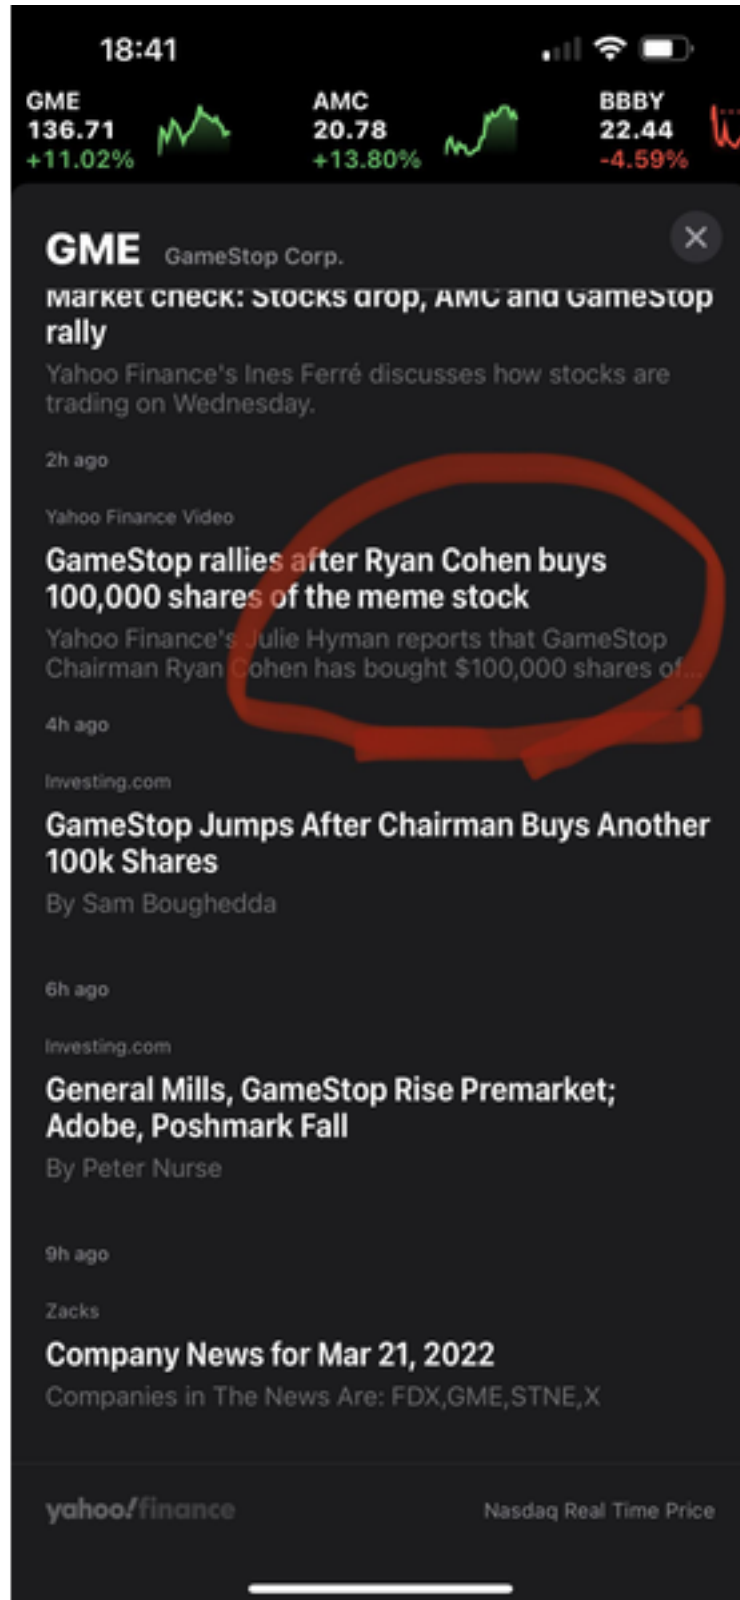 18:41
GME
136.71
+11.02%
AMC
20.78
+13.80%
BBBY
22.44
-4.59%
GME GameStop Corp.
Market check: Stocks drop, AMC and GameStop
rally
Yahoo Finance's Ines Ferré discusses how stocks are
trading on Wednesday.
2h ago
Yahoo Finance Video
GameStop rallies after Ryan Cohen buys
100,000 shares of the meme stock
Yahoo Finance's Julie Hyman reports that GameStop
Chairman Ryan Cohen has bought $100,000 shares of...
4h ago
Investing.com
GameStop Jumps After Chairman Buys Another
100k Shares
By Sam Boughedda
6h ago
Investing.com
General Mills, GameStop Rise Premarket;
Adobe, Poshmark Fall
By Peter Nurse
9h ago
Zacks
Company News for Mar 21, 2022
Companies in The News Are: FDX,GME,STNE,X
yahoo!finance
Nasdaq Real Time Price